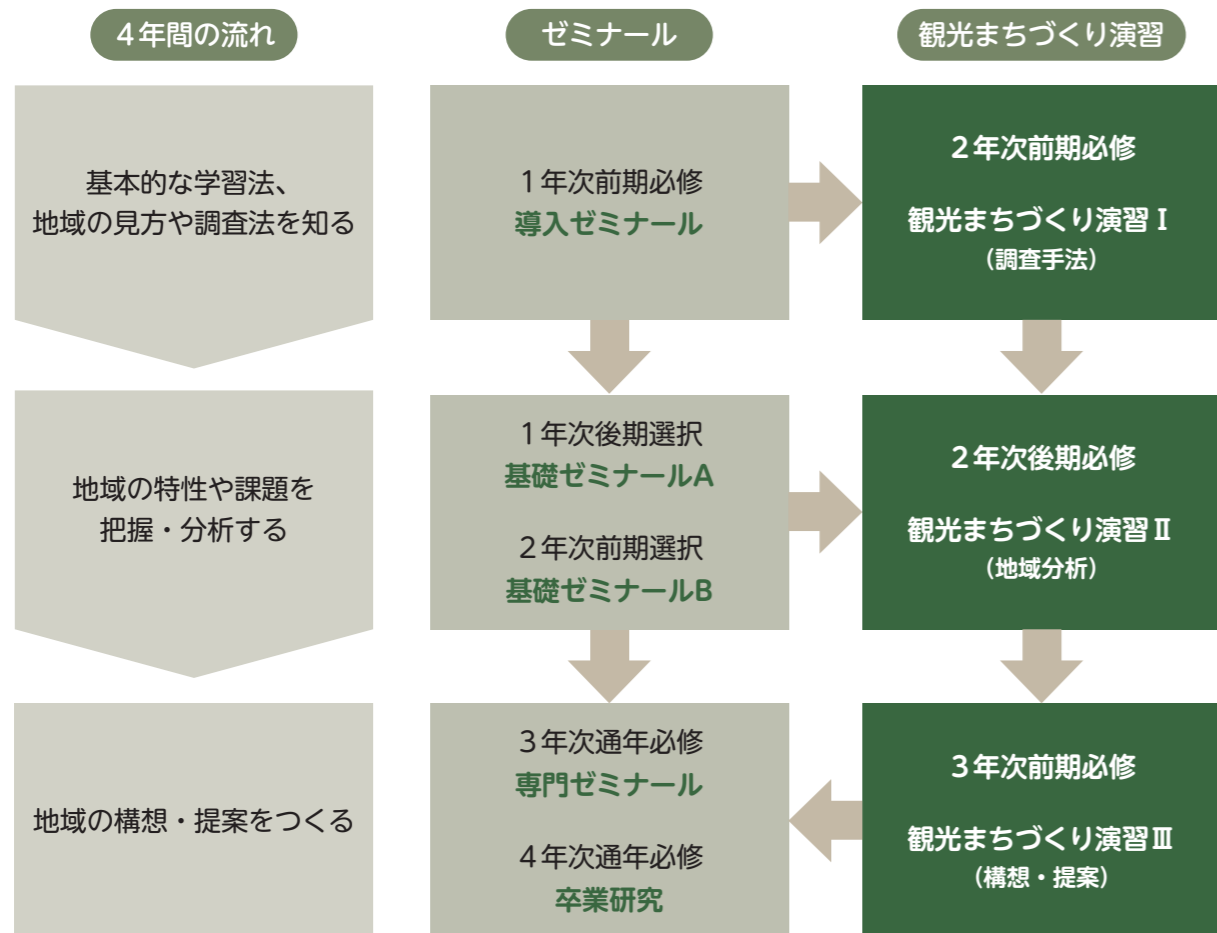 4年間の流れ
ゼミナール
観光まちづくり演習
基本的な学習法、
地域の見方や調査法を知る
1年次前期必修
導入ゼミナール
2年次前期必修
観光まちづくり演習Ⅰ
（調査手法）
地域の特性や課題を
把握・分析する
1年次後期選択
基礎ゼミナールA
2年次前期選択
基礎ゼミナールB
2年次後期必修
観光まちづくり演習Ⅱ
（地域分析）
地域の構想・提案をつくる
3年次通年必修
専門ゼミナール
4年次通年必修
卒業研究
3年次前期必修
観光まちづくり演習Ⅲ
（構想・提案）